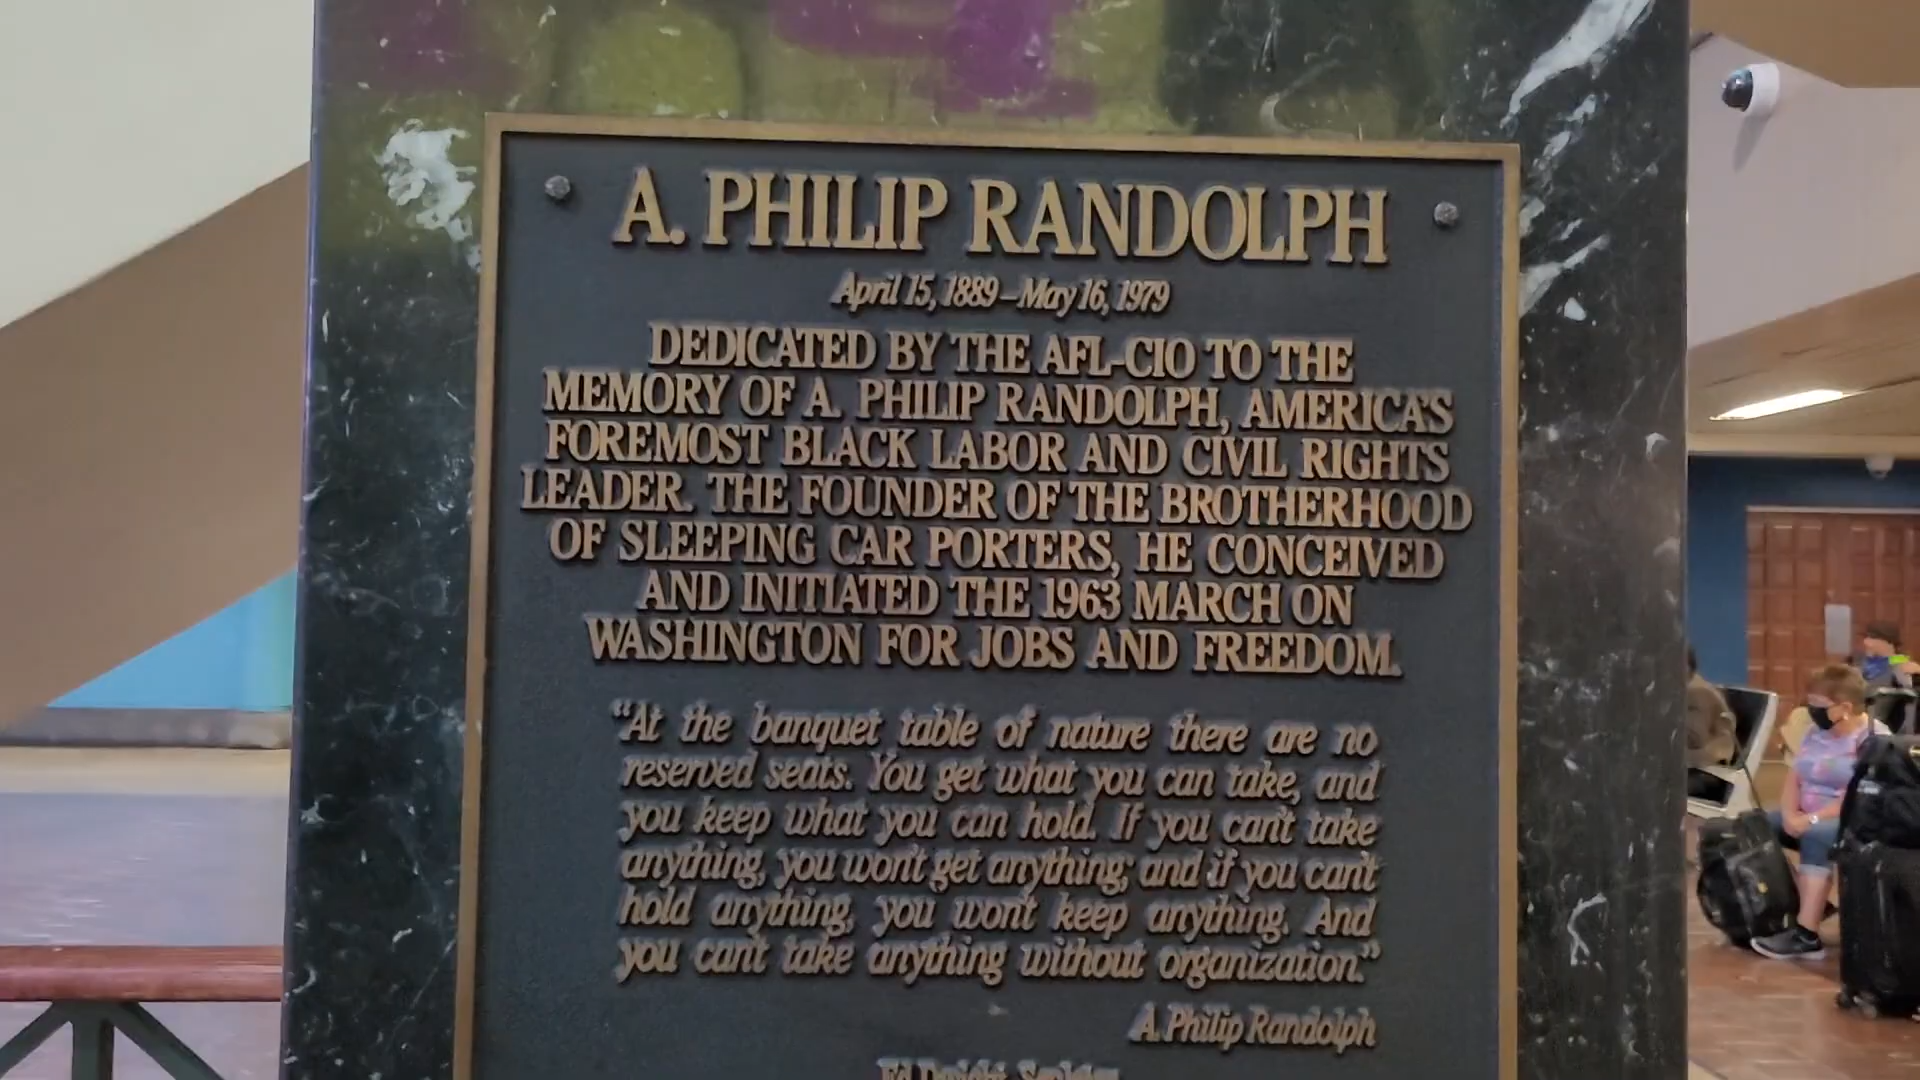 A. PHILIP RANDOLPH
April 15, 1889–May 16, 1979
DEDICATED BY THE AFL-CIO TO THE
MEMORY OF A. PHILIP RANDOLPH, AMERICA'S
FOREMOST BLACK LABOR AND CIVIL RIGHTS
LEADER. THE FOUNDER OF THE BROTHERHOOD
OF SLEEPING CAR PORTERS, HE CONCEIVED
AND INITIATED THE 1963 MARCH ON
WASHINGTON FOR JOBS AND FREEDOM.
"At the banquet table of nature there are no
reserved seats. You get what you can take, and
you keep what you can hold. If you can't take
anything, you won't get anything; and if you can't
hold anything, you won't keep anything. And
you can't take anything without organization."
A. Philip Randolph
Ed Dwight, Sculptor